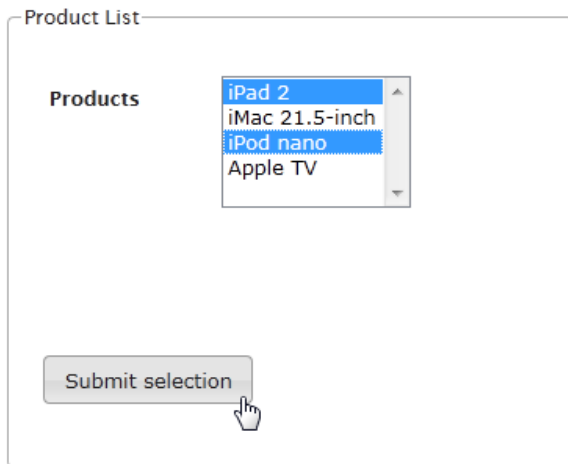 Product List
Products
iPad 2
iMac 21.5-inch
iPod nano
Apple TV
Submit selection